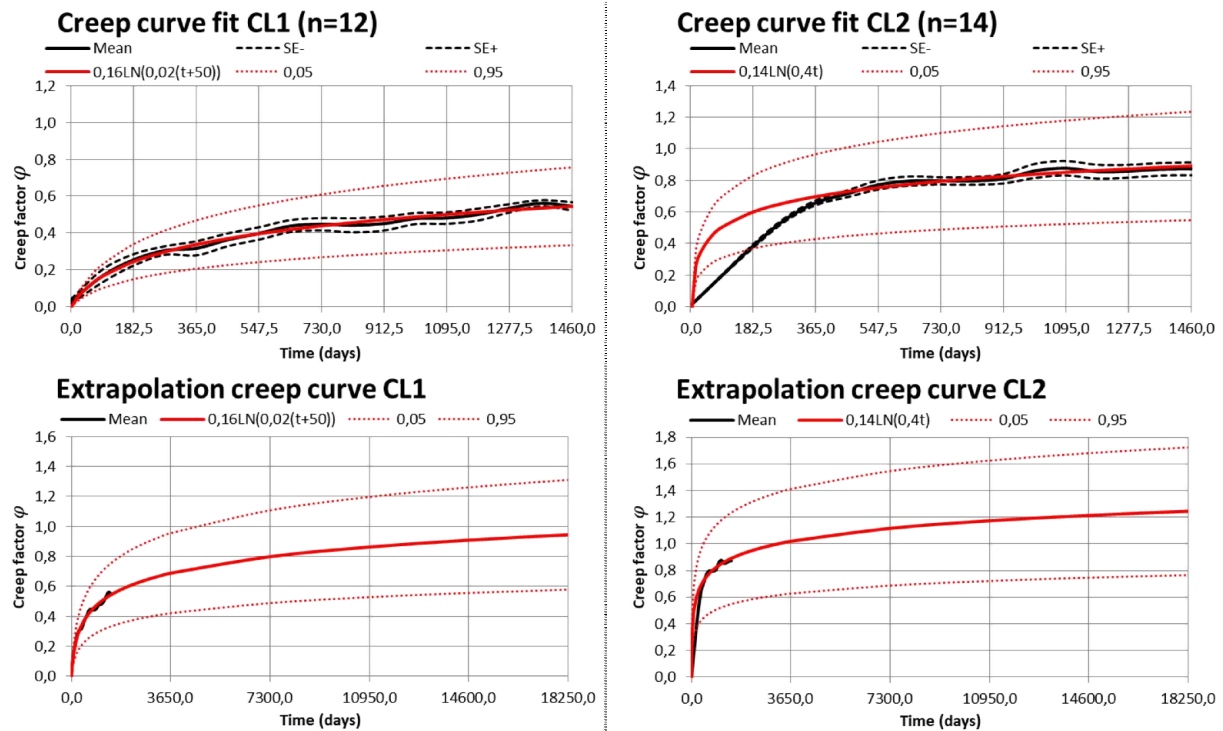 Creep curve fit CL1 (n=12)
Mean SE- SE+
0,16LN(0,02(t+50)) 0,05 0,95
Creep factor φ
1,2
1,0
0,8
0,6
0,4
0,2
0,0
0,0 182,5 365,0 547,5 730,0 912,5 1095,0 1277,5 1460,0
Time (days)
Creep curve fit CL2 (n=14)
Mean SE- SE+
0,14LN(0,4t) 0,05 0,95
Creep factor φ
1,4
1,2
1,0
0,8
0,6
0,4
0,2
0,0
0,0 182,5 365,0 547,5 730,0 912,5 1095,0 1277,5 1460,0
Time (days)
Extrapolation creep curve CL1
Mean 0,16LN(0,02(t+50)) 0,05 0,95
Creep factor φ
1,6
1,4
1,2
1,0
0,8
0,6
0,4
0,2
0,0
0,0 3650,0 7300,0 10950,0 14600,0 18250,0
Time (days)
Extrapolation creep curve CL2
Mean 0,14LN(0,4t) 0,05 0,95
Creep factor φ
1,8
1,6
1,4
1,2
1,0
0,8
0,6
0,4
0,2
0,0
0,0 3650,0 7300,0 10950,0 14600,0 18250,0
Time (days)